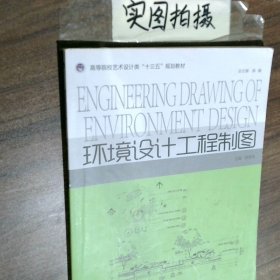 实图拍摄
高等院校艺术设计类“十三五”规划教材
ENGINEERING DRAWING OF
ENVIRONMENT DESIGN
环境设计工程制图